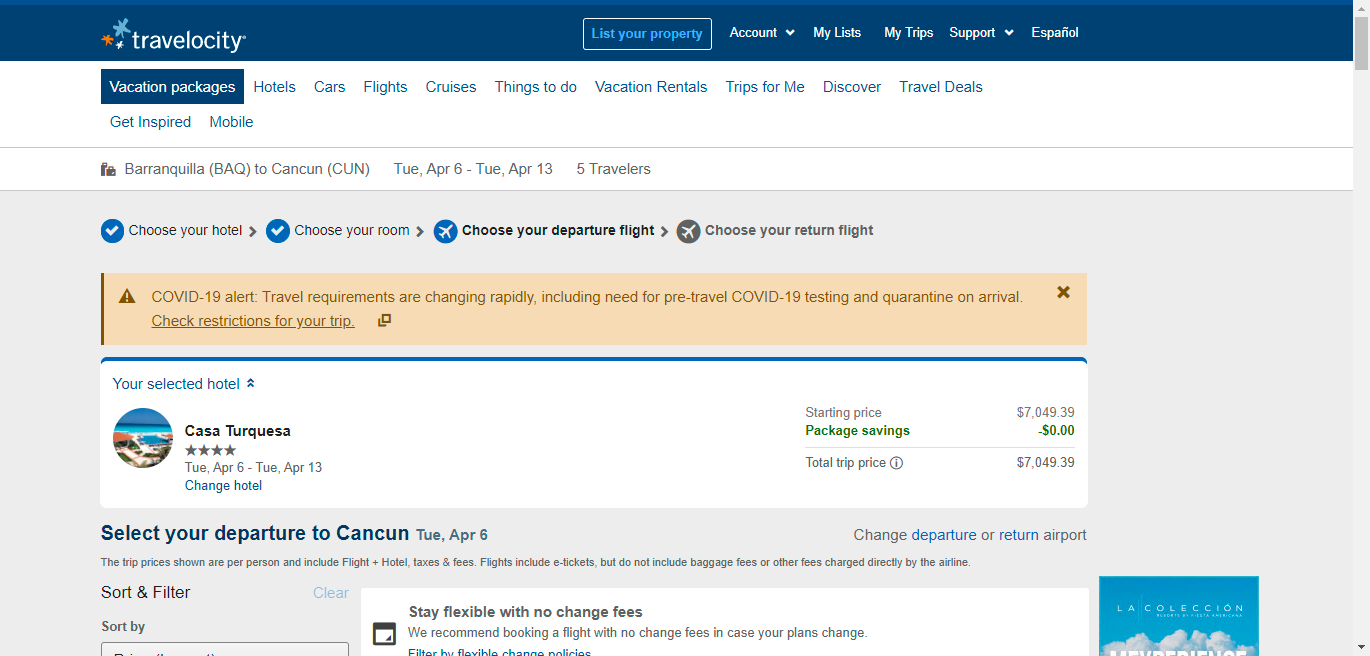 travelocity
List your property
Account
My Lists
My Trips
Support
Español
Vacation packages
Hotels
Cars
Flights
Cruises
Things to do
Vacation Rentals
Trips for Me
Discover
Travel Deals
Get Inspired
Mobile
Barranquilla (BAQ) to Cancun (CUN)
Tue, Apr 6 - Tue, Apr 13
5 Travelers
Choose your hotel
Choose your room
Choose your departure flight
Choose your return flight
COVID-19 alert: Travel requirements are changing rapidly, including need for pre-travel COVID-19 testing and quarantine on arrival.
Check restrictions for your trip.
Your selected hotel
Casa Turquesa
Tue, Apr 6 - Tue, Apr 13
Change hotel
Starting price $7,049.39
Package savings -$0.00
Total trip price $7,049.39
Select your departure to Cancun Tue, Apr 6
Change departure or return airport
The trip prices shown are per person and include Flight + Hotel, taxes & fees. Flights include e-tickets, but do not include baggage fees or other fees charged directly by the airline.
Sort & Filter
Clear
Sort by
Stay flexible with no change fees
We recommend booking a flight with no change fees in case your plans change.
Filter by flexible change policies
LA COLECCIÓN
RESORTS BY FIESTA AMERICANA